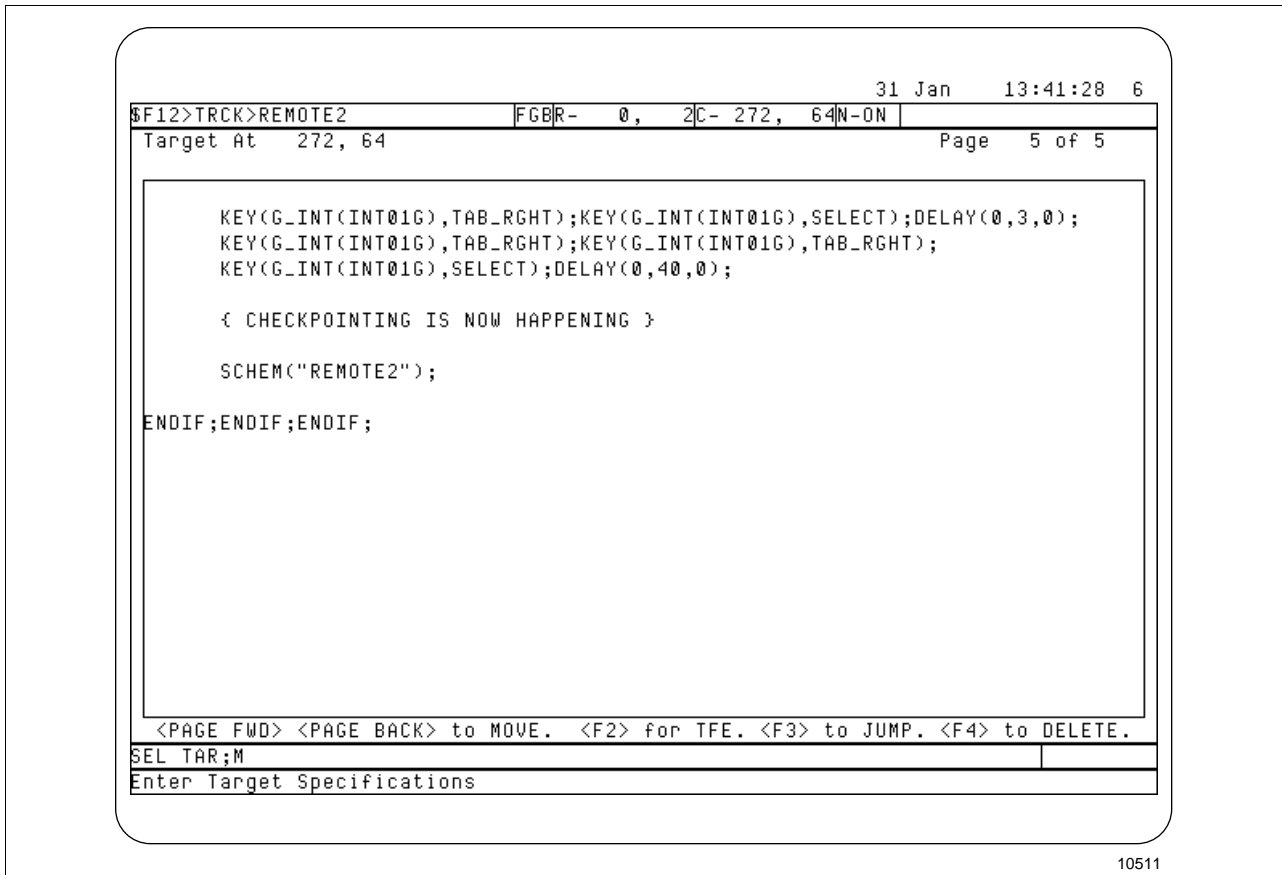 31 Jan 13:41:28 6
$F12>TRCK>REMOTE2 FGBR- 0, 2C- 272, 64N-ON
Target At 272, 64 Page 5 of 5
KEY(G_INT(INT01G),TAB_RGHT);KEY(G_INT(INT01G),SELECT);DELAY(0,3,0);
KEY(G_INT(INT01G),TAB_RGHT);KEY(G_INT(INT01G),TAB_RGHT);
KEY(G_INT(INT01G),SELECT);DELAY(0,40,0);
{ CHECKPOINTING IS NOW HAPPENING }
SCHEM("REMOTE2");
ENDIF;ENDIF;ENDIF;
<PAGE FWD> <PAGE BACK> to MOVE. <F2> for TFE. <F3> to JUMP. <F4> to DELETE.
SEL TAR;M
Enter Target Specifications
10511